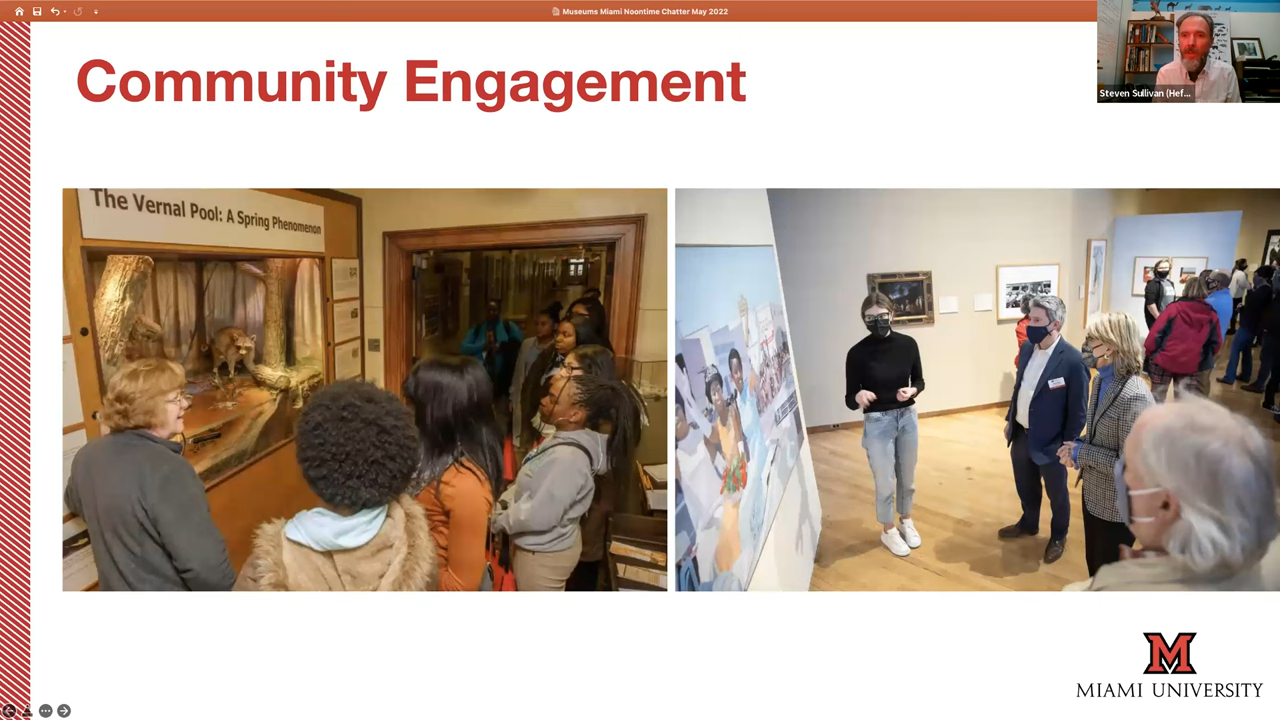 Museums Miami Noontime Chatter May 2022
Steven Sullivan (Hef...
Community Engagement
The Vernal Pool: A Spring Phenomenon
M
MIAMI UNIVERSITY